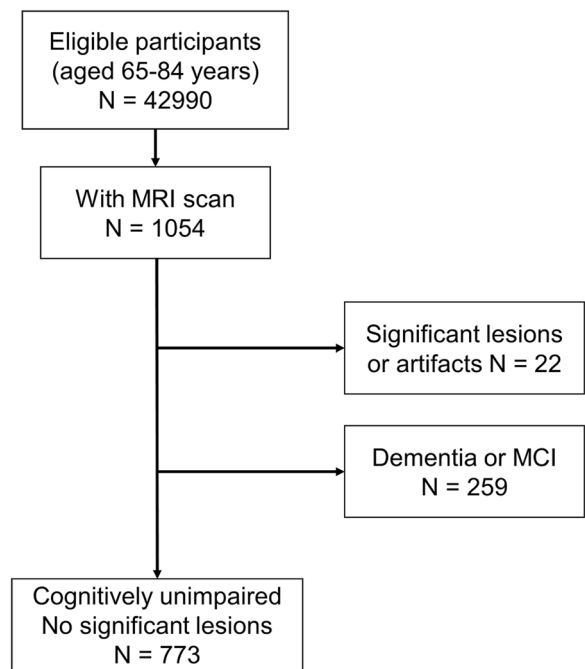 Eligible participants
(aged 65-84 years)
N = 42990
With MRI scan
N = 1054
Significant lesions
or artifacts N = 22
Dementia or MCI
N = 259
Cognitively unimpaired
No significant lesions
N = 773